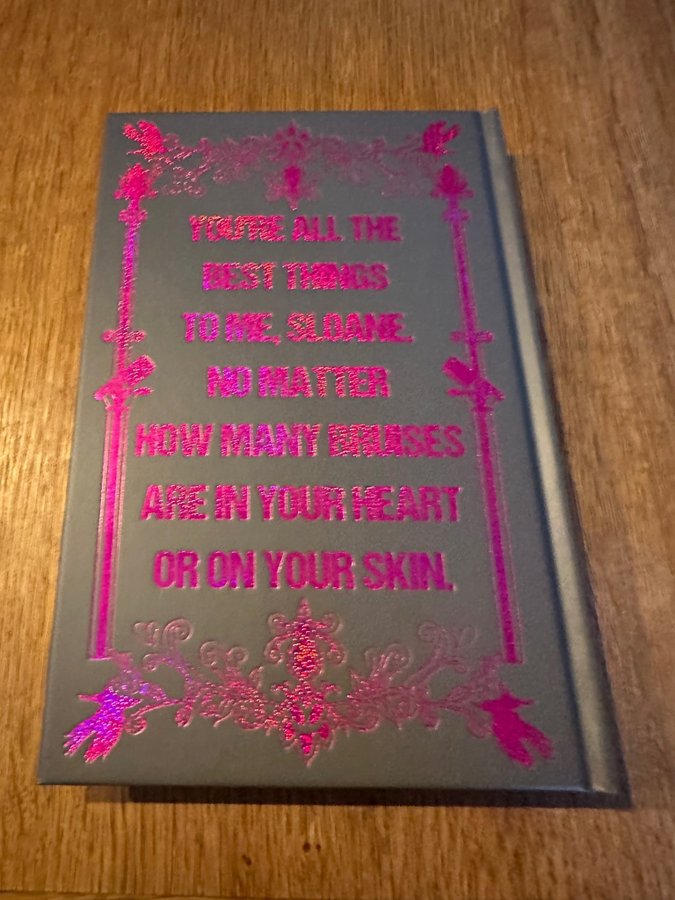 YOU'RE ALL THE
BEST THINGS
TO ME, SLOANE.
NO MATTER
HOW MANY BRUISES
ARE IN YOUR HEART
OR ON YOUR SKIN.